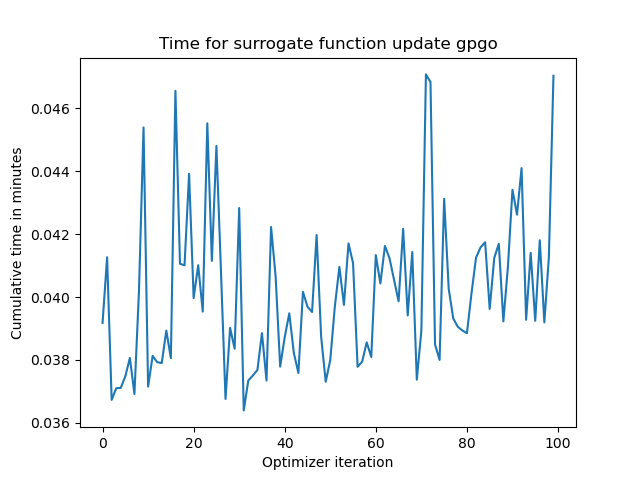 Time for surrogate function update gpgo
Cumulative time in minutes
0.046
0.044
0.042
0.040
0.038
0.036
0 20 40 60 80 100
Optimizer iteration